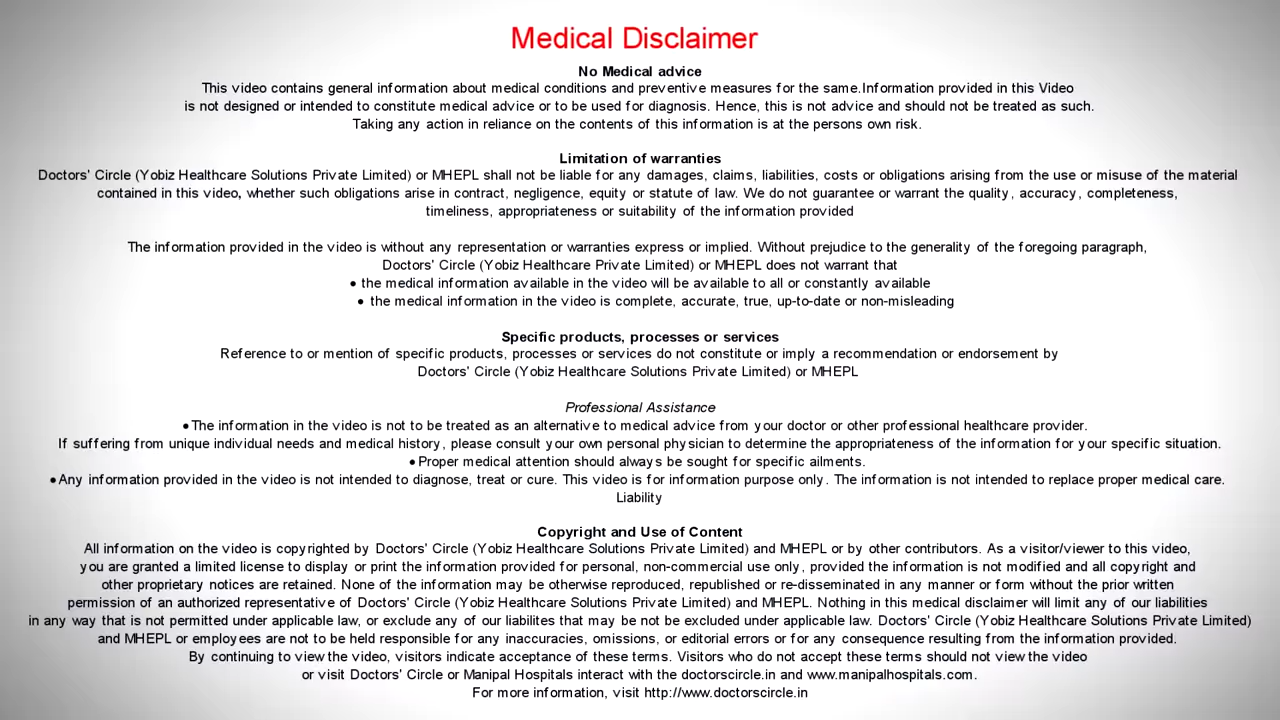 Medical Disclaimer
No Medical advice
This video contains general information about medical conditions and preventive measures for the same.Information provided in this Video
is not designed or intended to constitute medical advice or to be used for diagnosis. Hence, this is not advice and should not be treated as such.
Taking any action in reliance on the contents of this information is at the persons own risk.
Limitation of warranties
Doctors' Circle (Yobiz Healthcare Solutions Private Limited) or MHEPL shall not be liable for any damages, claims, liabilities, costs or obligations arising from the use or misuse of the material
contained in this video, whether such obligations arise in contract, negligence, equity or statute of law. We do not guarantee or warrant the quality, accuracy, completeness,
timeliness, appropriateness or suitability of the information provided
The information provided in the video is without any representation or warranties express or implied. Without prejudice to the generality of the foregoing paragraph,
Doctors' Circle (Yobiz Healthcare Private Limited) or MHEPL does not warrant that
• the medical information available in the video will be available to all or constantly available
• the medical information in the video is complete, accurate, true, up-to-date or non-misleading
Specific products, processes or services
Reference to or mention of specific products, processes or services do not constitute or imply a recommendation or endorsement by
Doctors' Circle (Yobiz Healthcare Solutions Private Limited) or MHEPL
Professional Assistance
•The information in the video is not to be treated as an alternative to medical advice from your doctor or other professional healthcare provider.
If suffering from unique individual needs and medical history, please consult your own personal physician to determine the appropriateness of the information for your specific situation.
•Proper medical attention should always be sought for specific ailments.
•Any information provided in the video is not intended to diagnose, treat or cure. This video is for information purpose only. The information is not intended to replace proper medical care.
Liability
Copyright and Use of Content
All information on the video is copyrighted by Doctors' Circle (Yobiz Healthcare Solutions Private Limited) and MHEPL or by other contributors. As a visitor/viewer to this video,
you are granted a limited license to display or print the information provided for personal, non-commercial use only, provided the information is not modified and all copyright and
other proprietary notices are retained. None of the information may be otherwise reproduced, republished or re-disseminated in any manner or form without the prior written
permission of an authorized representative of Doctors' Circle (Yobiz Healthcare Solutions Private Limited) and MHEPL. Nothing in this medical disclaimer will limit any of our liabilities
in any way that is not permitted under applicable law, or exclude any of our liabilites that may be not be excluded under applicable law. Doctors' Circle (Yobiz Healthcare Solutions Private Limited)
and MHEPL or employees are not to be held responsible for any inaccuracies, omissions, or editorial errors or for any consequence resulting from the information provided.
By continuing to view the video, visitors indicate acceptance of these terms. Visitors who do not accept these terms should not view the video
or visit Doctors' Circle or Manipal Hospitals interact with the doctorscircle.in and www.manipalhospitals.com.
For more information, visit http://www.doctorscircle.in